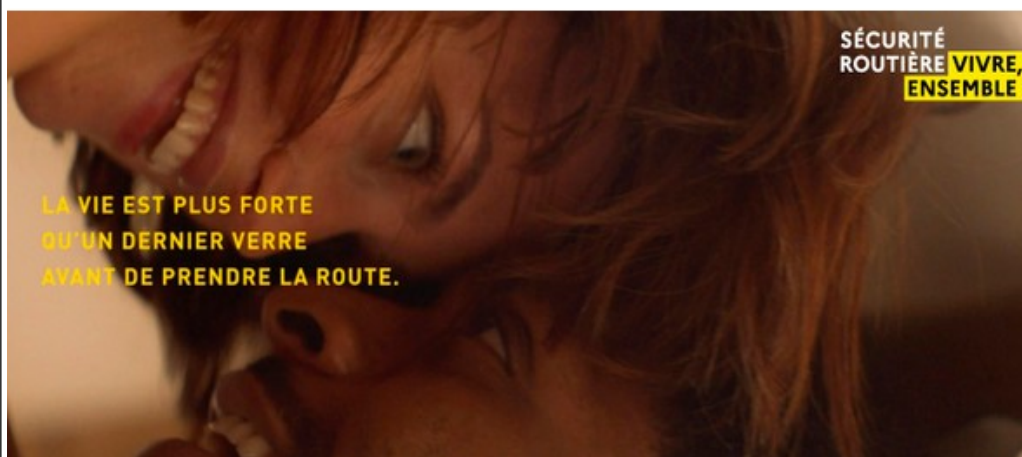 SÉCURITÉ
ROUTIÈRE VIVRE,
ENSEMBLE
LA VIE EST PLUS FORTE
QU'UN DERNIER VERRE
AVANT DE PRENDRE LA ROUTE.